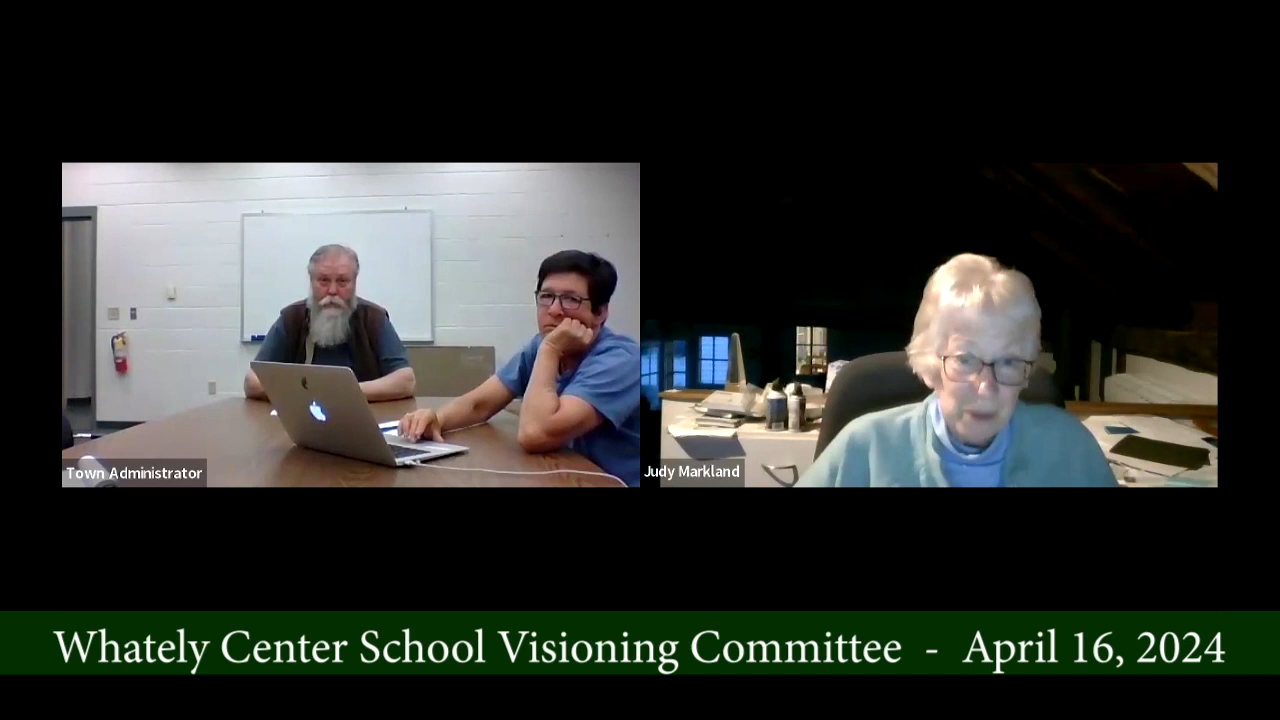 Town Administrator
Judy Markland
Whately Center School Visioning Committee - April 16, 2024